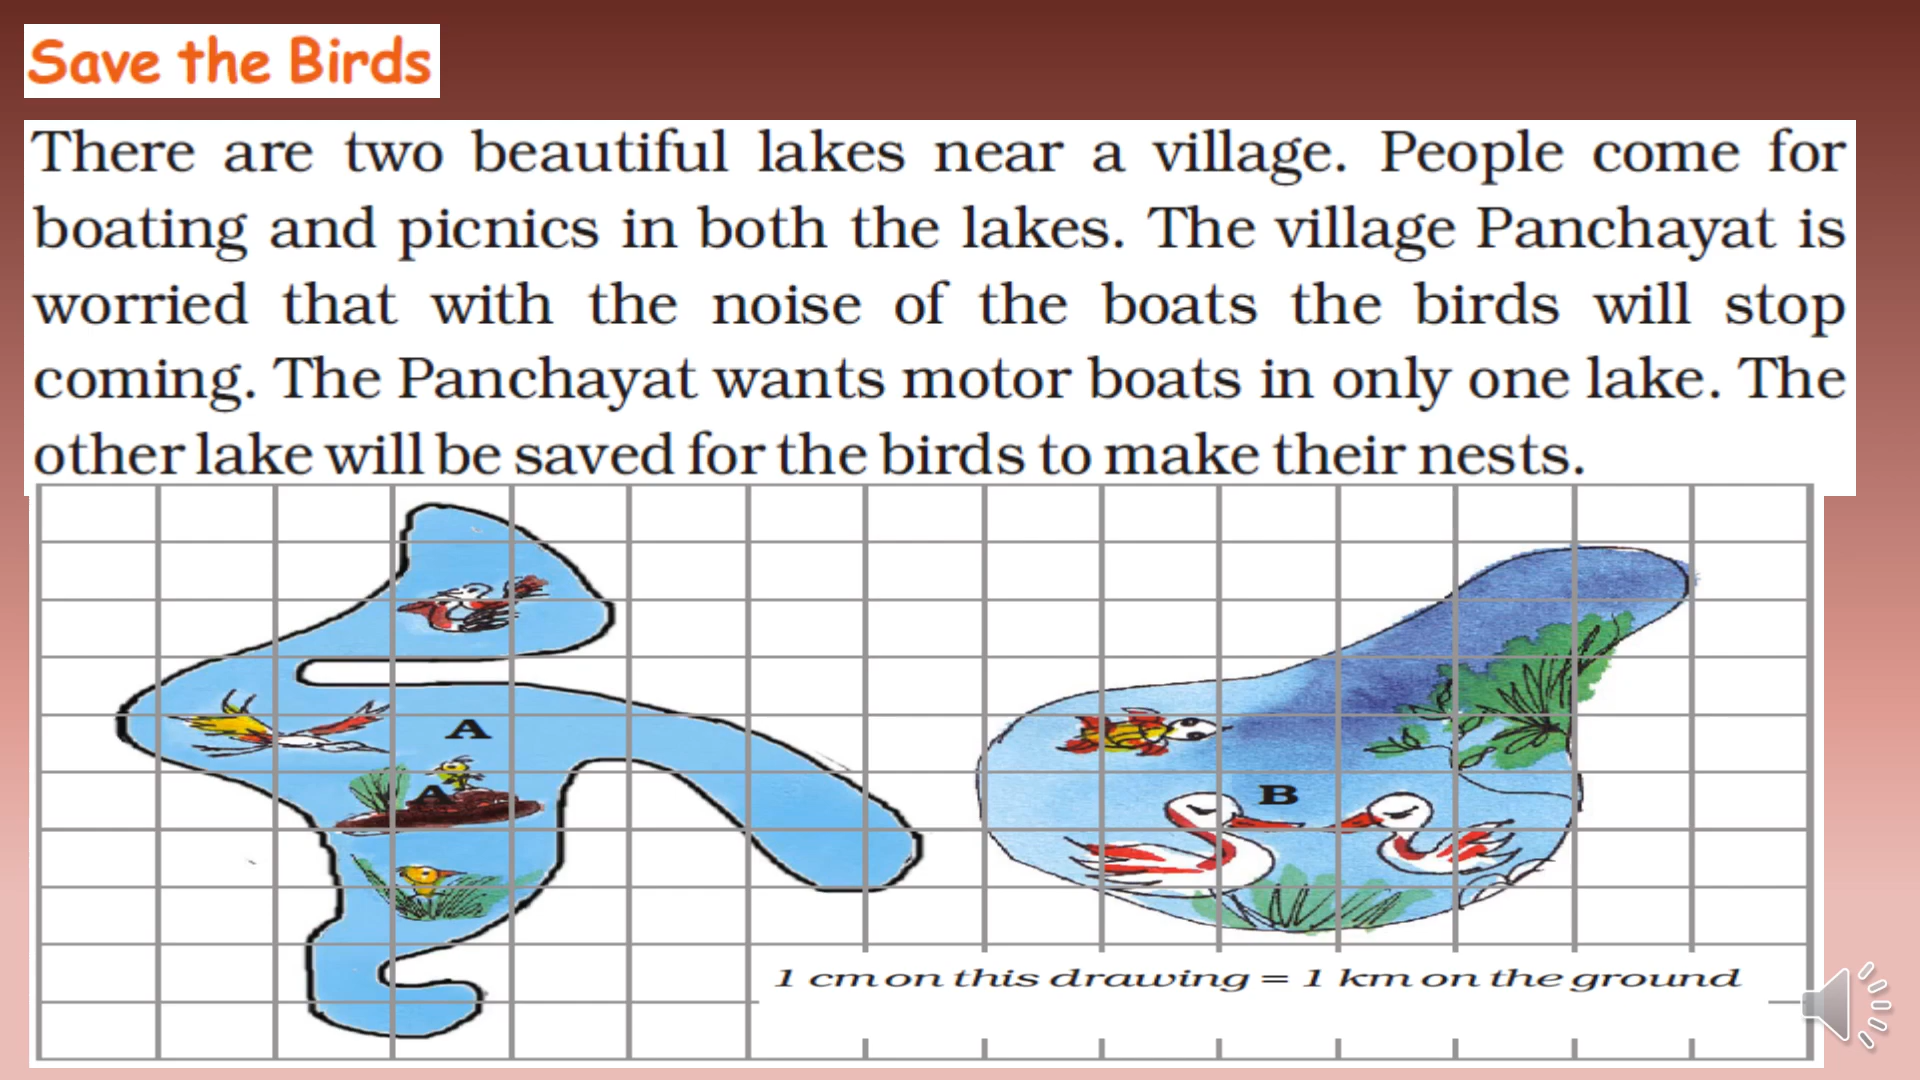 Save the Birds
There are two beautiful lakes near a village. People come for
boating and picnics in both the lakes. The village Panchayat is
worried that with the noise of the boats the birds will stop
coming. The Panchayat wants motor boats in only one lake. The
other lake will be saved for the birds to make their nests.
A
A
B
1 cm on this drawing = 1 km on the ground